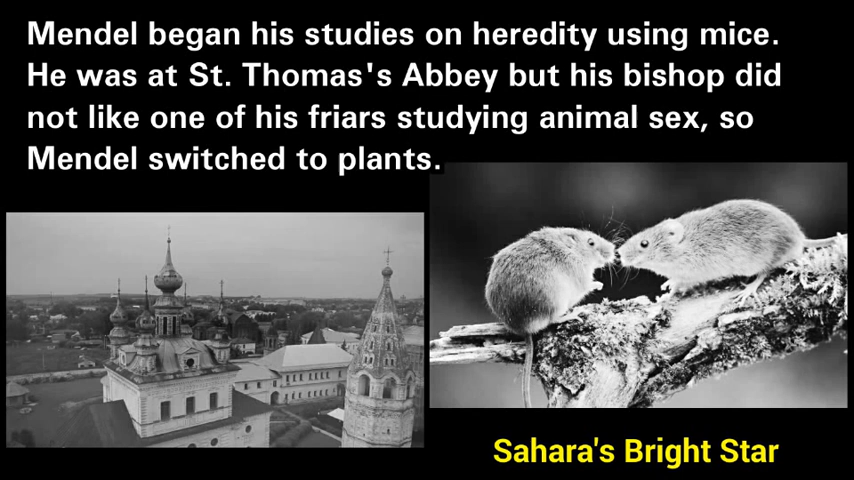 Mendel began his studies on heredity using mice.
He was at St. Thomas's Abbey but his bishop did
not like one of his friars studying animal sex, so
Mendel switched to plants.
Sahara's Bright Star